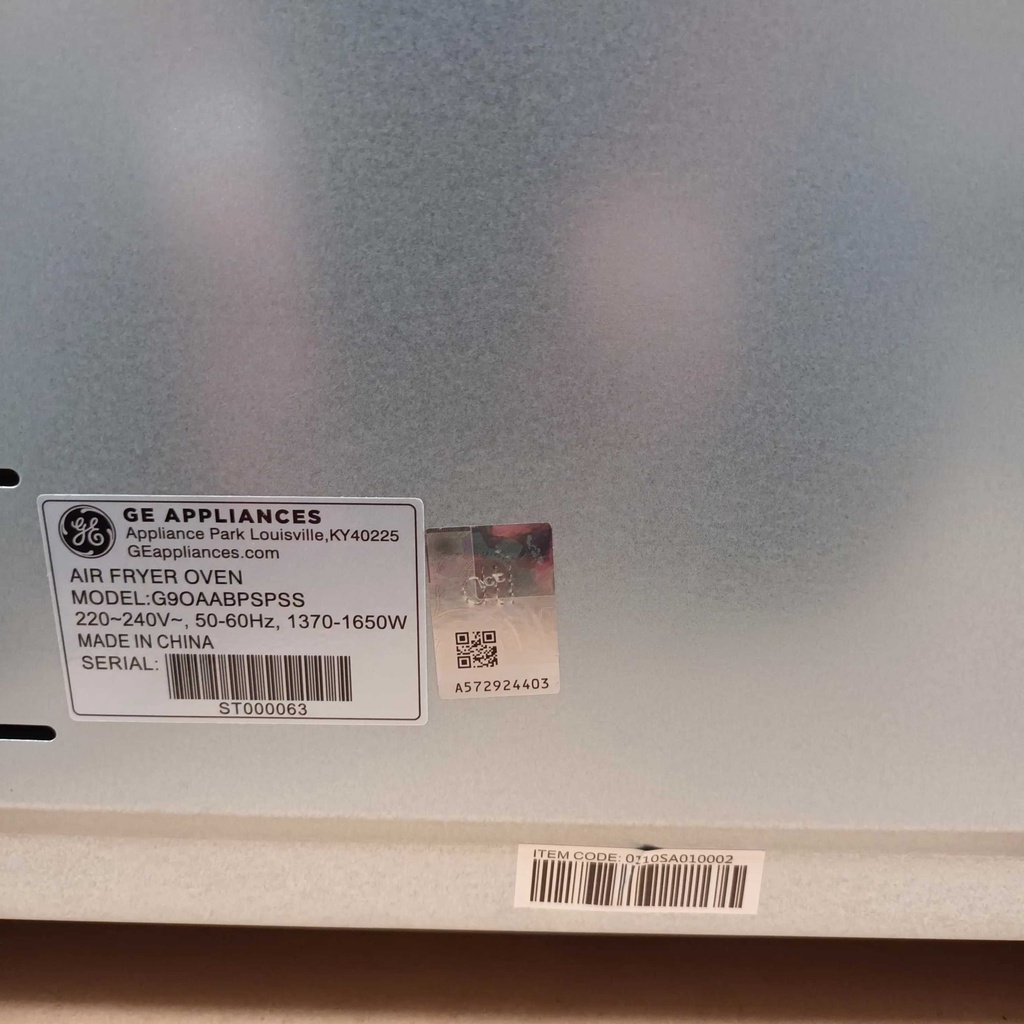 GE
GE APPLIANCES
Appliance Park Louisville,KY40225
GEappliances.com
AIR FRYER OVEN
MODEL:G9OAABPSPSS
220~240V~, 50-60Hz, 1370-1650W
MADE IN CHINA
SERIAL:
ST000063
A572924403
ITEM CODE: 0110SA010002